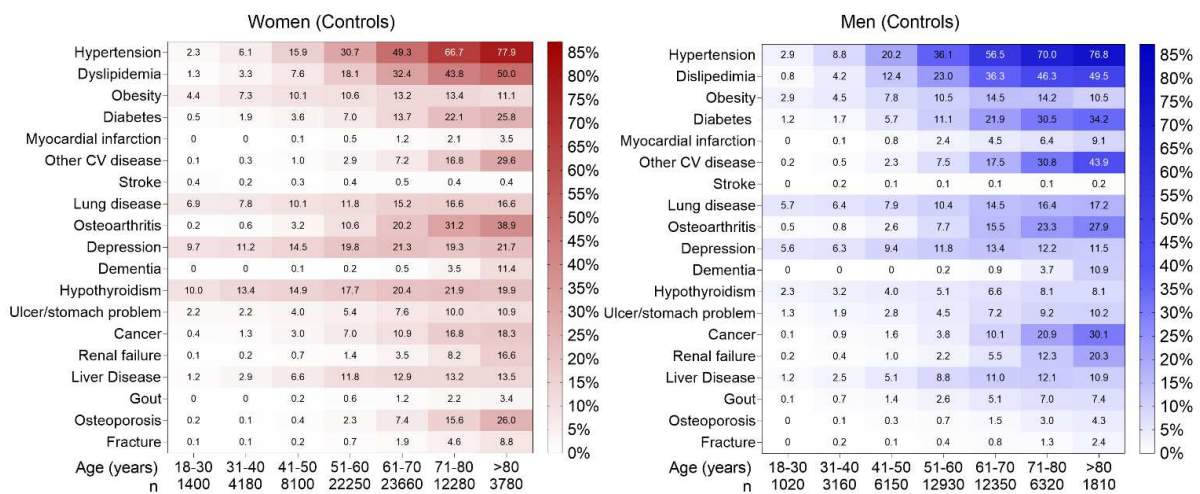 Women (Controls)
85%
Hypertension 2.3 6.1 15.9 30.7 49.3 66.7 77.9
80%
Dyslipidemia 1.3 3.3 7.6 18.1 32.4 43.8 50.0
75%
Obesity 4.4 7.3 10.1 10.6 13.2 13.4 11.1
70%
Diabetes 0.5 1.9 3.6 7.0 13.7 22.1 25.8
65%
Myocardial infarction 0 0 0.1 0.5 1.2 2.1 3.5
60%
Other CV disease 0.1 0.3 1.0 2.9 7.2 16.8 29.6
55%
Stroke 0.4 0.2 0.3 0.4 0.5 0.4 0.4
50%
Lung disease 6.9 7.8 10.1 11.8 15.2 16.6 16.6
45%
Osteoarthritis 0.2 0.6 3.2 10.6 20.2 31.2 38.9
40%
Depression 9.7 11.2 14.5 19.8 21.3 19.3 21.7
Dementia 0 0 0.1 0.2 0.5 3.5 11.4
35%
Hypothyroidism 10.0 13.4 14.9 17.7 20.4 21.9 19.9
30%
Ulcer/stomach problem 2.2 2.2 4.0 5.4 7.6 10.0 10.9
25%
Cancer 0.4 1.3 3.0 7.0 10.9 16.8 18.3
20%
Renal failure 0.1 0.2 0.7 1.4 3.5 8.2 16.6
15%
Liver Disease 1.2 2.9 6.6 11.8 12.9 13.2 13.5
10%
Gout 0 0 0.2 0.6 1.2 2.2 3.4
5%
Osteoporosis 0.2 0.1 0.4 2.3 7.4 15.6 26.0
0%
Fracture 0.1 0.1 0.2 0.7 1.9 4.6 8.8
Age (years) 18-30 31-40 41-50 51-60 61-70 71-80 >80
n 1400 4180 8100 22250 23660 12280 3780
Men (Controls)
85%
Hypertension 2.9 8.8 20.2 36.1 56.5 70.0 76.8
80%
Dislipedimia 0.8 4.2 12.4 23.0 36.3 46.3 49.5
75%
Obesity 2.9 4.5 7.8 10.5 14.5 14.2 10.5
70%
Diabetes 1.2 1.7 5.7 11.1 21.9 30.5 34.2
65%
Myocardial infarction 0 0.1 0.8 2.4 4.5 6.4 9.1
60%
Other CV disease 0.2 0.5 2.3 7.5 17.5 30.8 43.9
55%
Stroke 0 0.2 0.1 0.1 0.1 0.1 0.2
50%
Lung disease 5.7 6.4 7.9 10.4 14.5 16.4 17.2
45%
Osteoarthritis 0.5 0.8 2.6 7.7 15.5 23.3 27.9
40%
Depression 5.6 6.3 9.4 11.8 13.4 12.2 11.5
Dementia 0 0 0 0.2 0.9 3.7 10.9
35%
Hypothyroidism 2.3 3.2 4.0 5.1 6.6 8.1 8.1
30%
Ulcer/stomach problem 1.3 1.9 2.8 4.5 7.2 9.2 10.2
25%
Cancer 0.1 0.9 1.6 3.8 10.1 20.9 30.1
20%
Renal failure 0.2 0.4 1.0 2.2 5.5 12.3 20.3
15%
Liver Disease 1.2 2.5 5.1 8.8 11.0 12.1 10.9
10%
Gout 0.1 0.7 1.4 2.6 5.1 7.0 7.4
5%
Osteoporosis 0 0.1 0.3 0.7 1.5 3.0 4.3
0%
Fracture 0 0.2 0.1 0.4 0.8 1.3 2.4
Age (years) 18-30 31-40 41-50 51-60 61-70 71-80 >80
n 1020 3160 6150 12930 12350 6320 1810